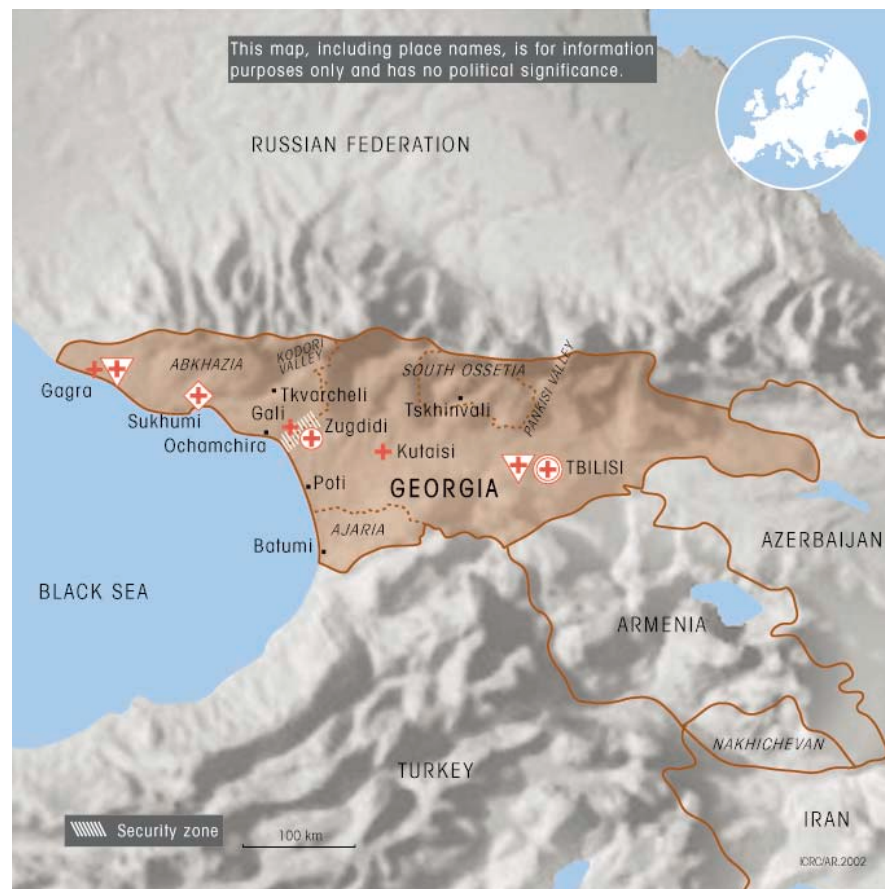 This map, including place names, is for information
purposes only and has no political significance.
RUSSIAN FEDERATION
ABKHAZIA
KODORI
VALLEY
SOUTH OSSETIA
PANKISI VALLEY
Gagra
Tkvarcheli
Tskhinvali
Sukhumi
Gali
Zugdidi
Ochamchira
Kutaisi
TBILISI
Poti
GEORGIA
AJARIA
Batumi
AZERBAIJAN
BLACK SEA
ARMENIA
NAKHICHEVAN
TURKEY
IRAN
Security zone
100 km
ICRC/AR.2002